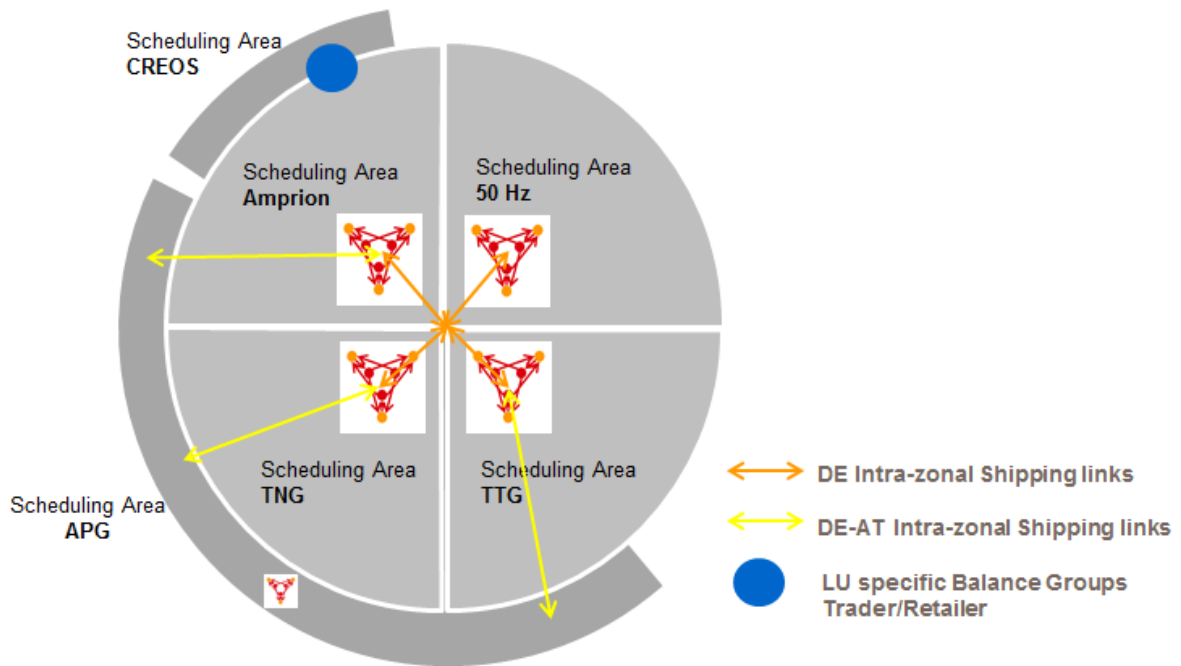 Scheduling Area
CREOS
Scheduling Area
Amprion
Scheduling Area
50 Hz
Scheduling Area
TNG
Scheduling Area
TTG
Scheduling Area
APG
DE Intra-zonal Shipping links
DE-AT Intra-zonal Shipping links
LU specific Balance Groups
Trader/Retailer